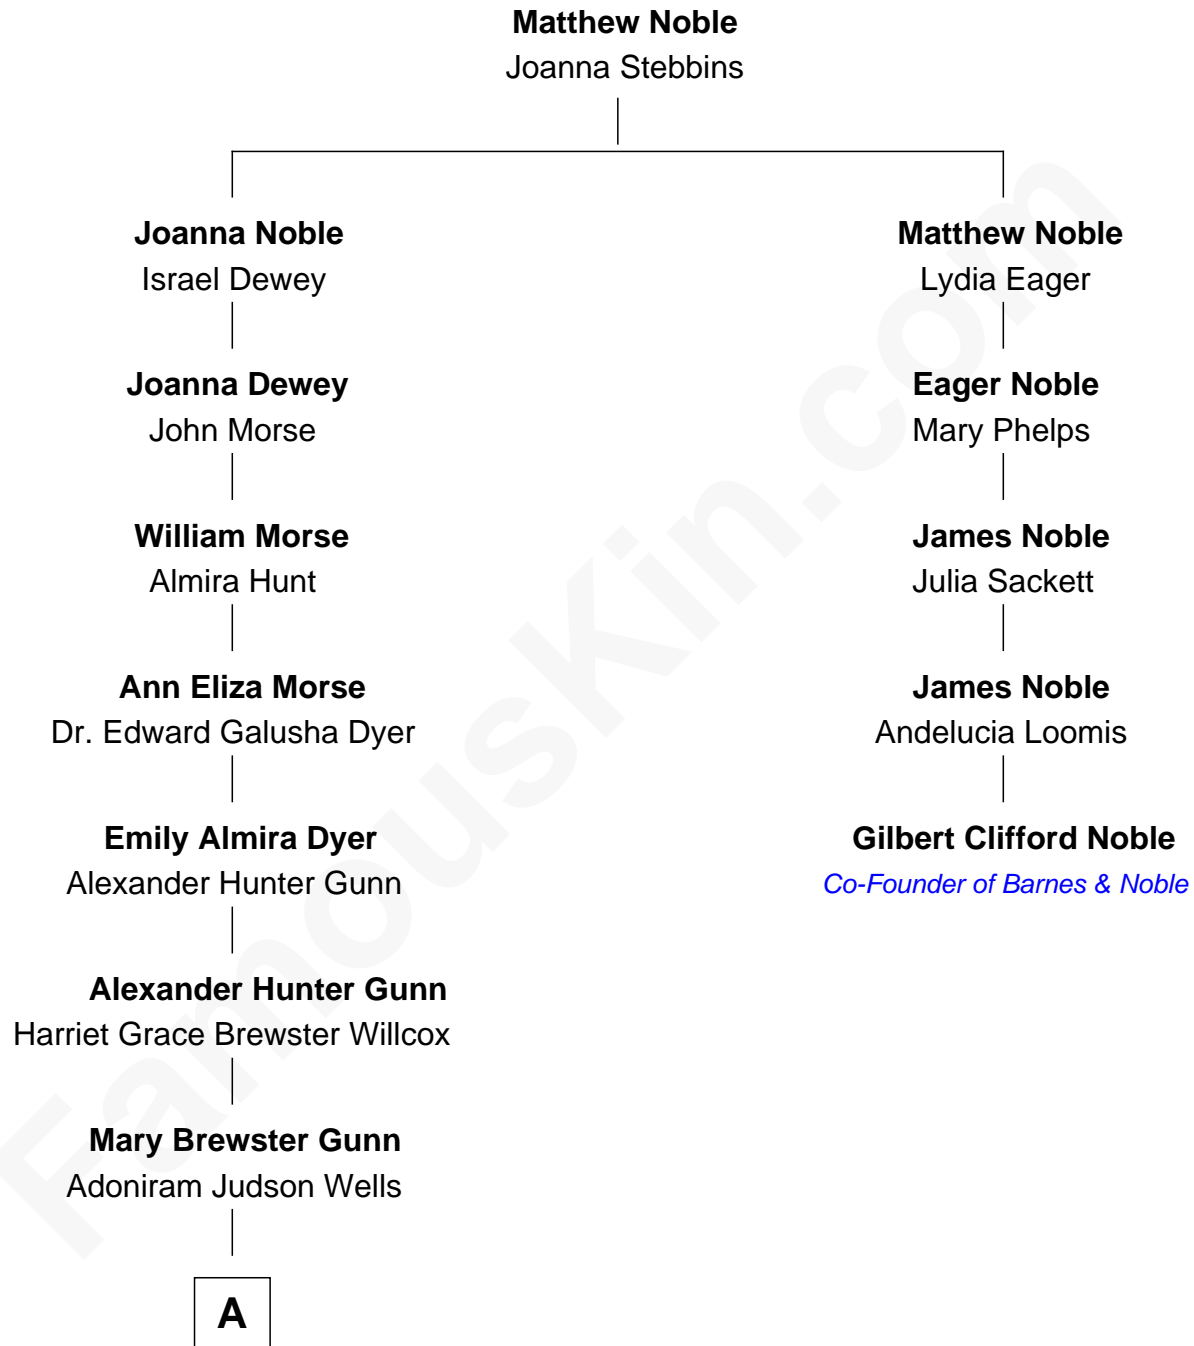 Matthew Noble
Joanna Stebbins
Joanna Noble
Israel Dewey
Matthew Noble
Lydia Eager
Joanna Dewey
John Morse
Eager Noble
Mary Phelps
William Morse
Almira Hunt
James Noble
Julia Sackett
Ann Eliza Morse
Dr. Edward Galusha Dyer
James Noble
Andelucia Loomis
Emily Almira Dyer
Alexander Hunter Gunn
Gilbert Clifford Noble
Co-Founder of Barnes & Noble
Alexander Hunter Gunn
Harriet Grace Brewster Willcox
Mary Brewster Gunn
Adoniram Judson Wells
A
FamousKin.com